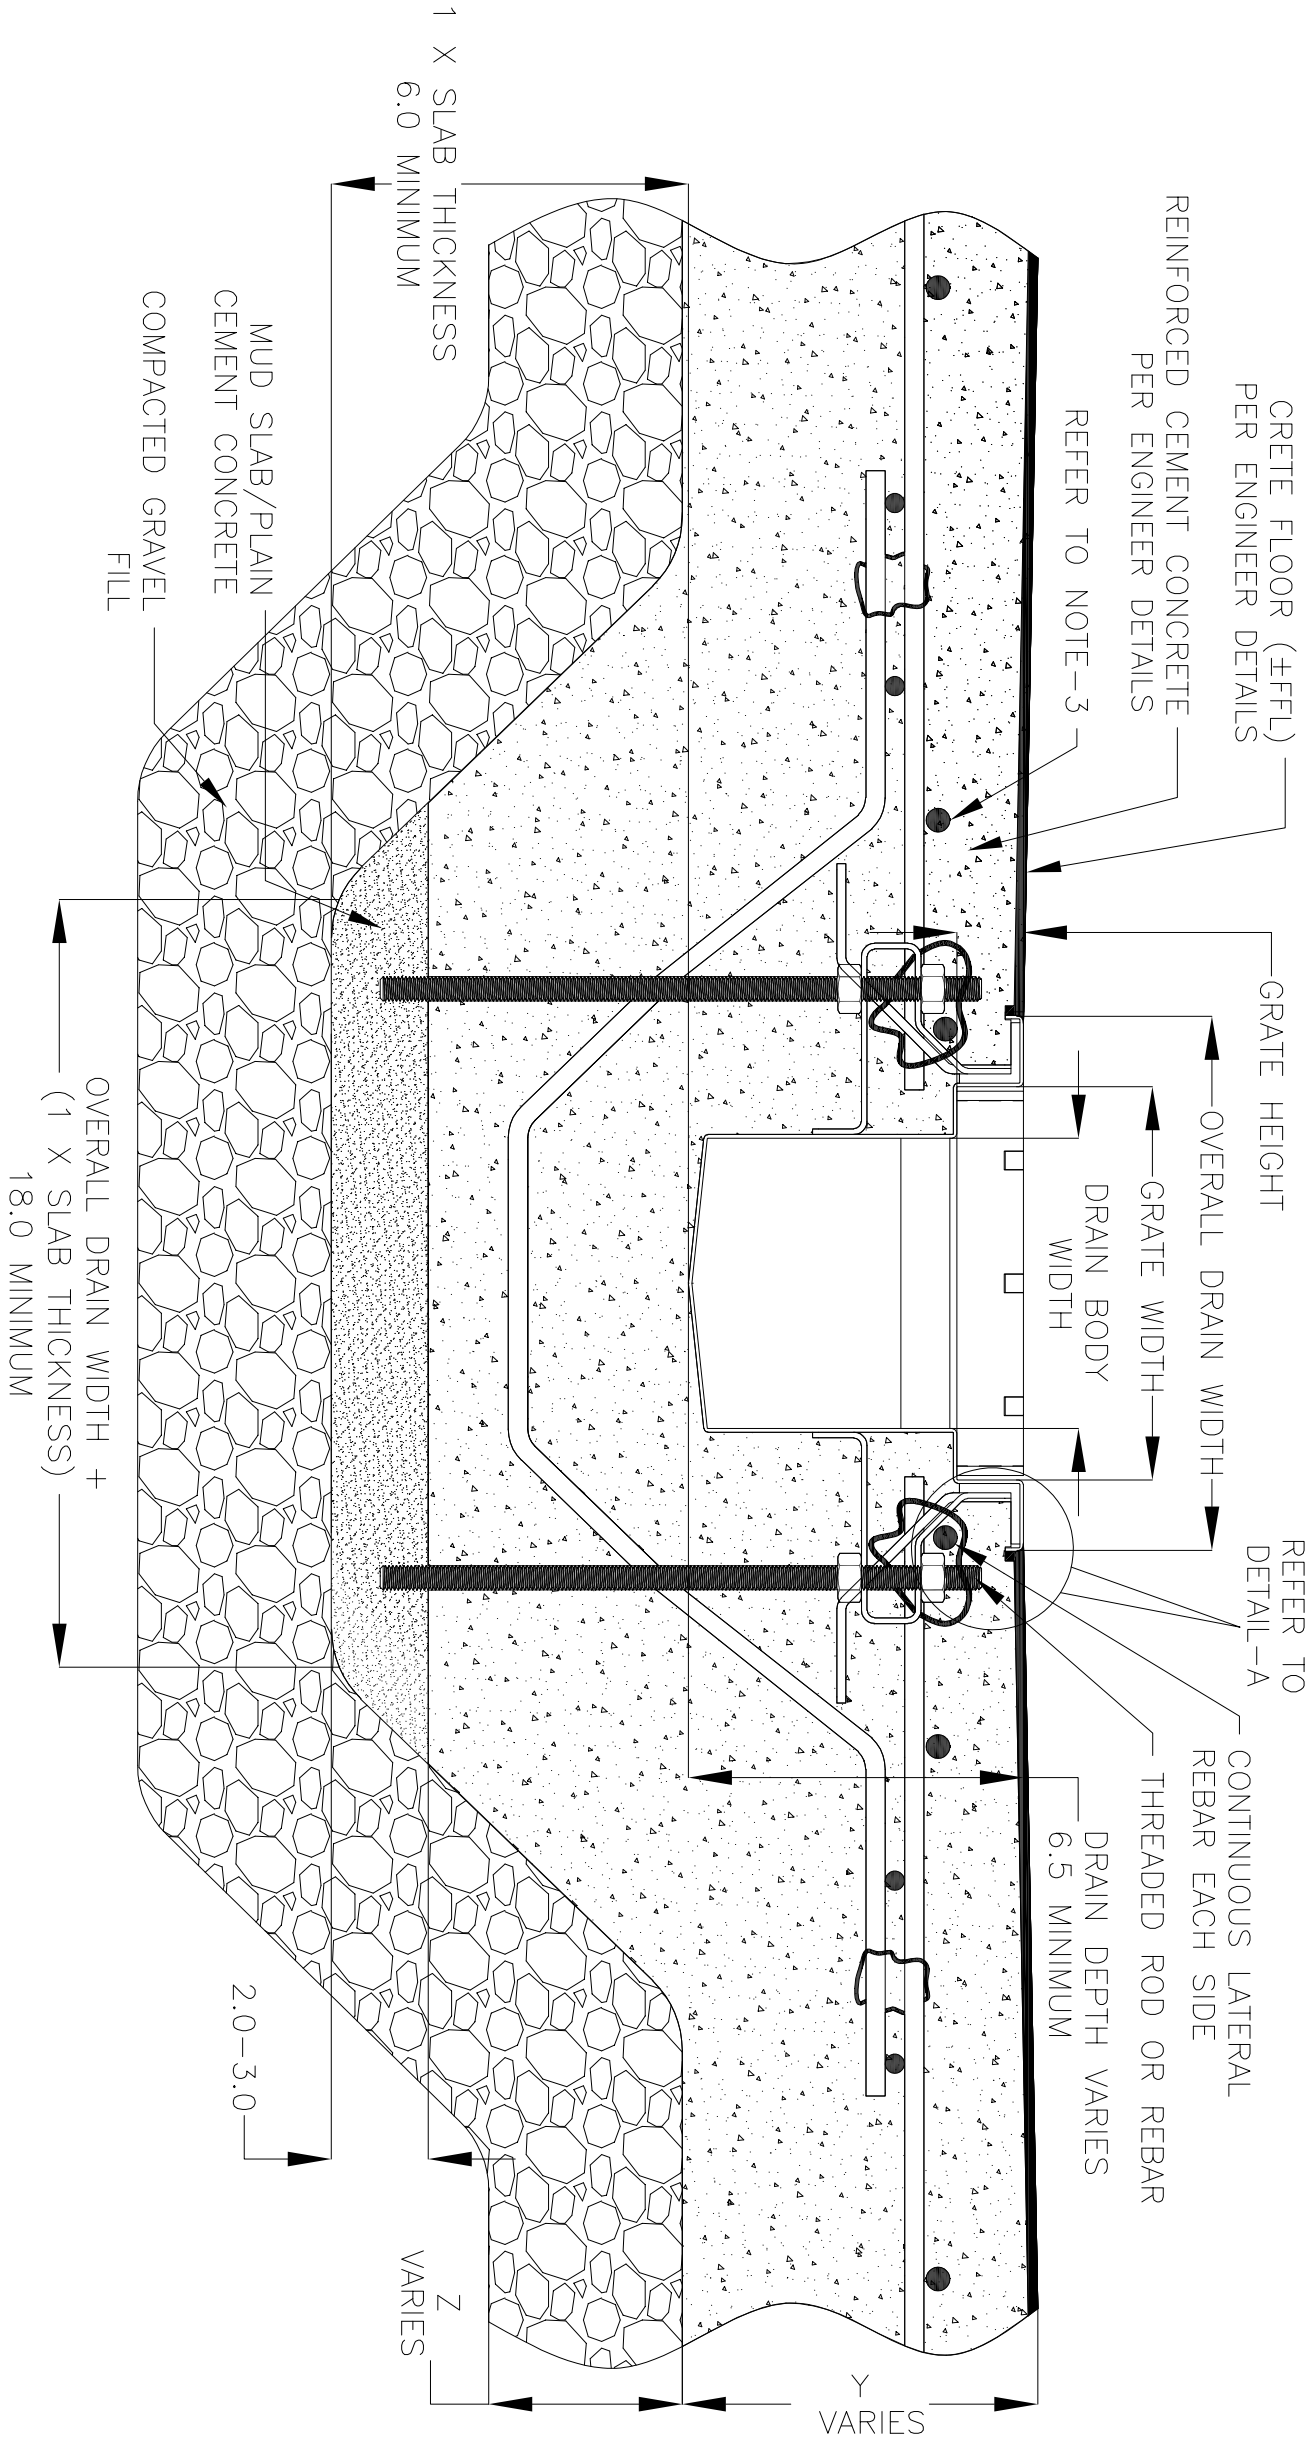 CRETE FLOOR (±FFL)
PER ENGINEER DETAILS
REINFORCED CEMENT CONCRETE
PER ENGINEER DETAILS
REFER TO NOTE-3
GRATE HEIGHT
OVERALL DRAIN WIDTH
GRATE WIDTH
DRAIN BODY
WIDTH
REFER TO
DETAIL-A
CONTINUOUS LATERAL
REBAR EACH SIDE
THREADED ROD OR REBAR
DRAIN DEPTH VARIES
6.5 MINIMUM
Y
VARIES
Z
VARIES
2.0-3.0
1 X SLAB THICKNESS
6.0 MINIMUM
MUD SLAB/PLAIN
CEMENT CONCRETE
COMPACTED GRAVEL
FILL
OVERALL DRAIN WIDTH +
(1 X SLAB THICKNESS)
18.0 MINIMUM